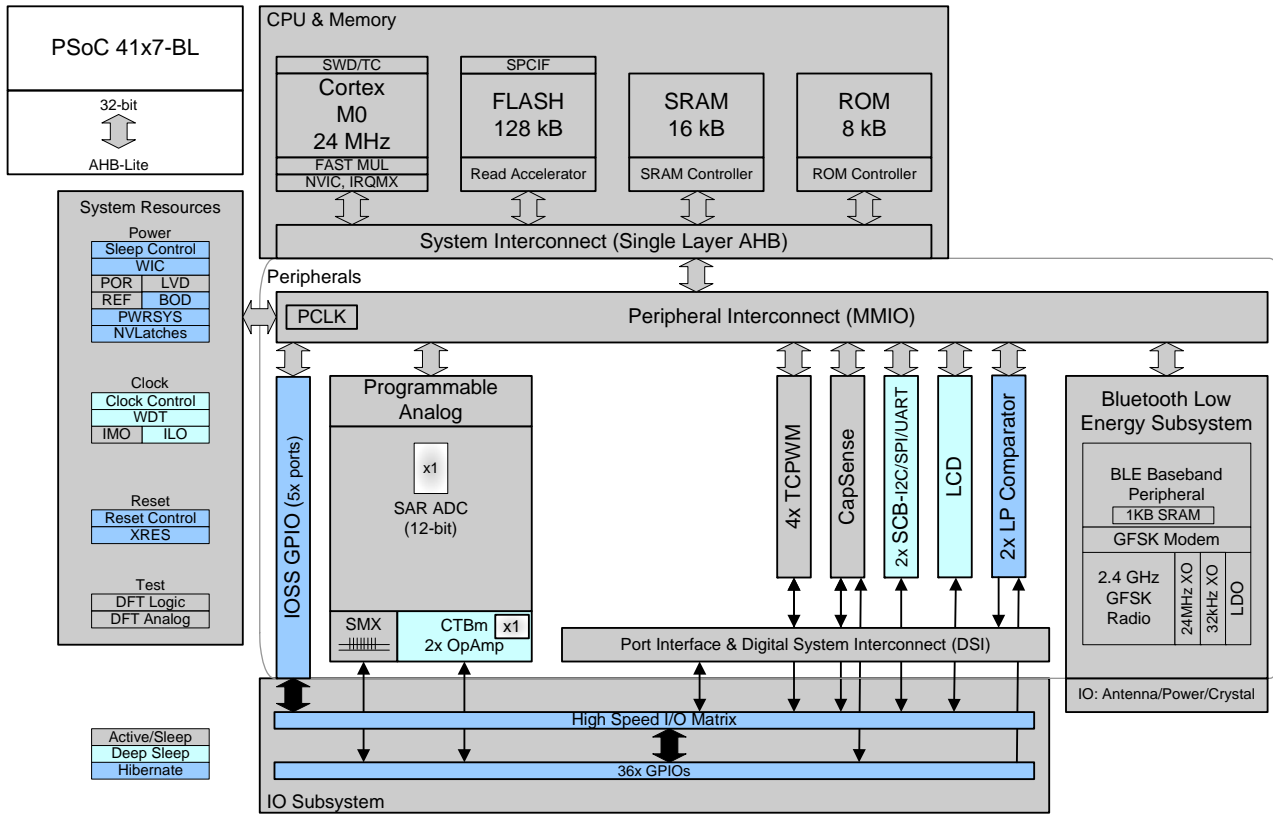 PSoC 41x7-BL
32-bit
AHB-Lite
CPU & Memory
SWD/TC
Cortex
M0
24 MHz
FAST MUL
NVIC, IRQMX
SPCIF
FLASH
128 kB
Read Accelerator
SRAM
16 kB
SRAM Controller
ROM
8 kB
ROM Controller
System Interconnect (Single Layer AHB)
System Resources
Power
Sleep Control
WIC
POR LVD
REF BOD
PWRSYS
NVLatches
Clock
Clock Control
WDT
IMO ILO
Reset
Reset Control
XRES
Test
DFT Logic
DFT Analog
Peripherals
PCLK
Peripheral Interconnect (MMIO)
IOSS GPIO (5x ports)
Programmable
Analog
x1
SAR ADC
(12-bit)
SMX
CTBm
x1
2x OpAmp
4x TCPWM
CapSense
2x SCB-I2C/SPI/UART
LCD
2x LP Comparator
Bluetooth Low
Energy Subsystem
BLE Baseband
Peripheral
1KB SRAM
GFSK Modem
2.4 GHz
GFSK
Radio
24MHz XO
32kHz XO
LDO
IO: Antenna/Power/Crystal
Port Interface & Digital System Interconnect (DSI)
High Speed I/O Matrix
36x GPIOs
IO Subsystem
Active/Sleep
Deep Sleep
Hibernate